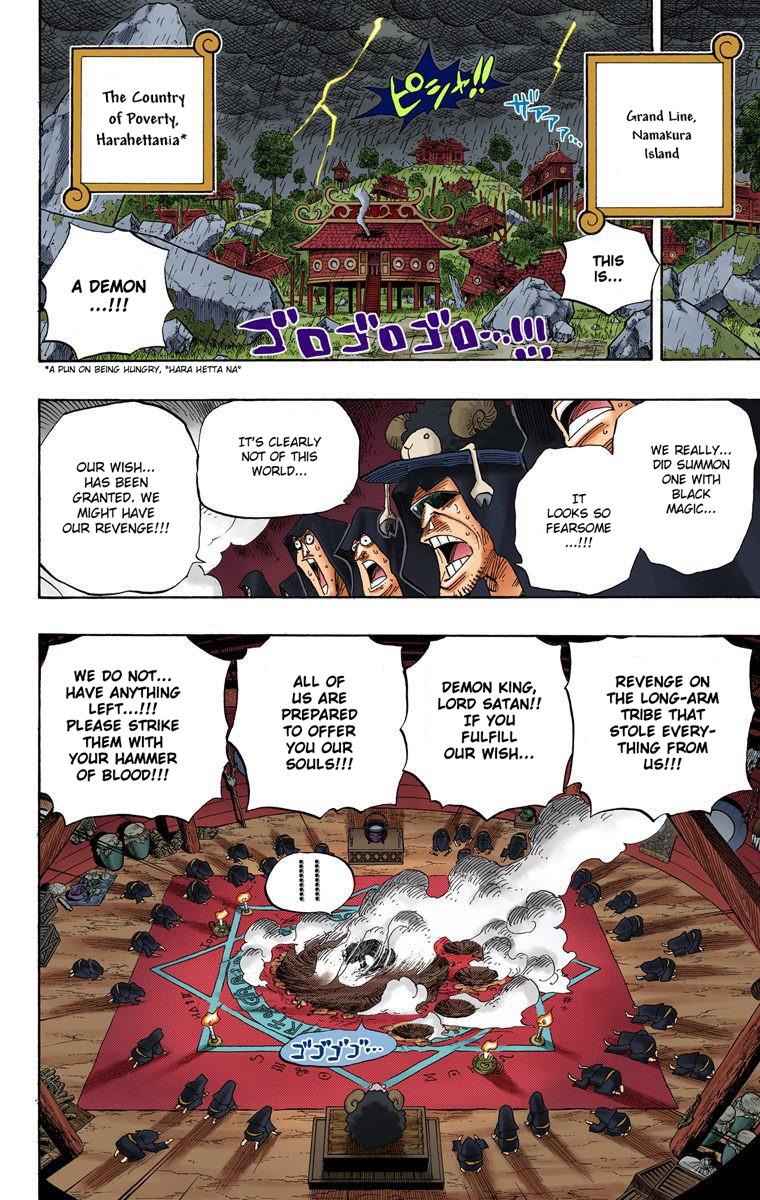 Grand Line,
Namakura
Island
The Country
of Poverty,
Harahettania*
ピシャ!!
ザアアア...
THIS
IS...
A DEMON
...!!!
ゴロゴロゴロ...!!!
*A PUN ON BEING HUNGRY, "HARA HETTA NA"
WE REALLY...
DID SUMMON
ONE WITH
BLACK
MAGIC...
IT
LOOKS SO
FEARSOME
...!!!
IT'S CLEARLY
NOT OF THIS
WORLD...
OUR WISH...
HAS BEEN
GRANTED. WE
MIGHT HAVE
OUR REVENGE!!!
REVENGE ON
THE LONG-ARM
TRIBE THAT
STOLE EVERY-
THING FROM
US!!!
DEMON KING,
LORD SATAN!!
IF YOU
FULFILL
OUR WISH...
ALL OF
US ARE
PREPARED
TO OFFER
YOU OUR
SOULS!!!
WE DO NOT...
HAVE ANYTHING
LEFT...!!!
PLEASE STRIKE
THEM WITH
YOUR HAMMER
OF BLOOD!!!
ゴゴゴゴ...